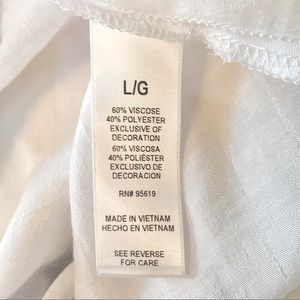 L/G
60% VISCOSE
40% POLYESTER
EXCLUSIVE OF
DECORATION
60% VISCOSA
40% POLIÉSTER
EXCLUSIVO DE
DECORACION
RN# 95619
MADE IN VIETNAM
HECHO EN VIETNAM
SEE REVERSE
FOR CARE